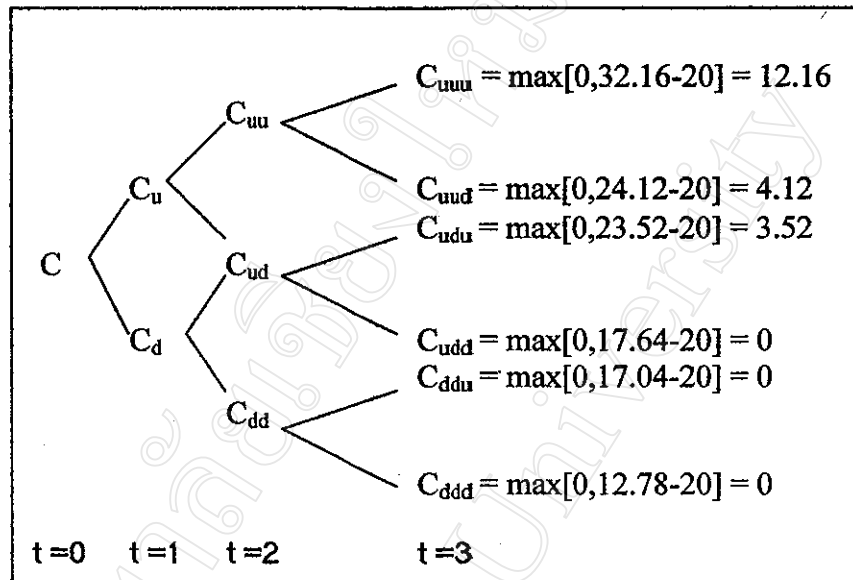 C_uuu = max[0,32.16-20] = 12.16
C_uu
C_uud = max[0,24.12-20] = 4.12
C_u
C_udu = max[0,23.52-20] = 3.52
C
C_ud
C_udd = max[0,17.64-20] = 0
C_d
C_ddu = max[0,17.04-20] = 0
C_dd
C_ddd = max[0,12.78-20] = 0
t=0 t=1 t=2 t=3
University